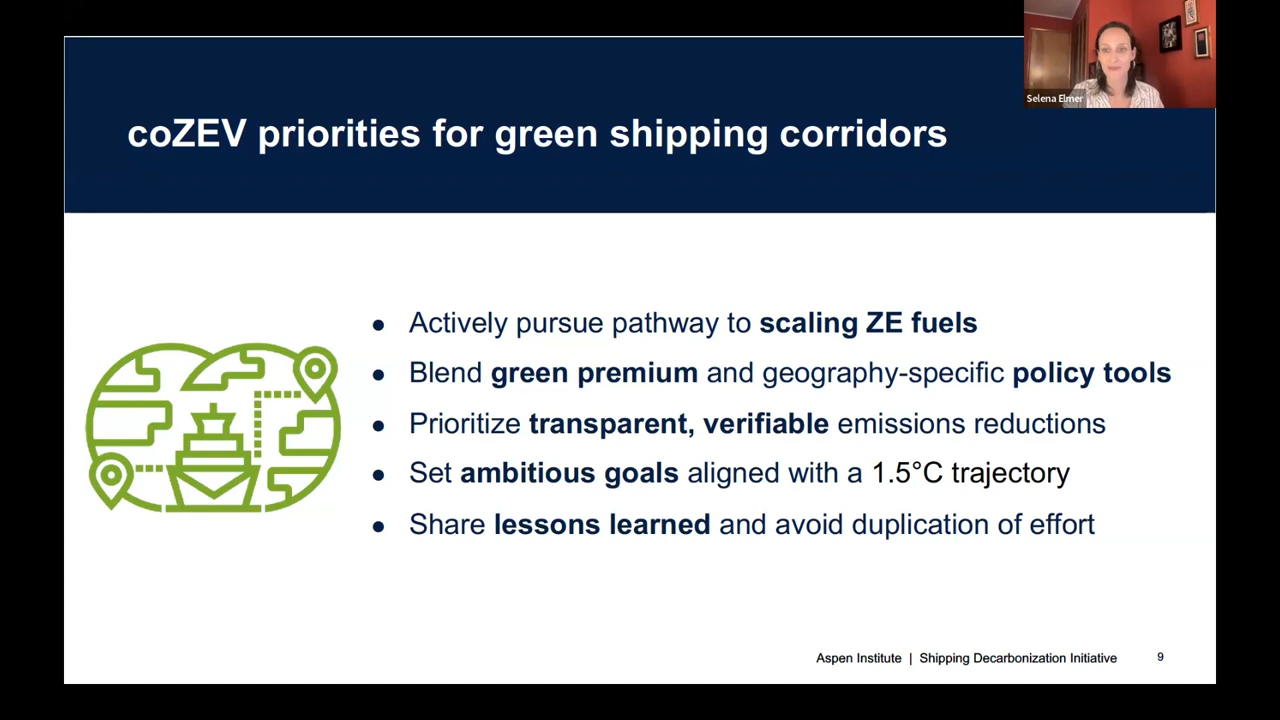 Selena Elmer
coZEV priorities for green shipping corridors
● Actively pursue pathway to scaling ZE fuels
● Blend green premium and geography-specific policy tools
● Prioritize transparent, verifiable emissions reductions
● Set ambitious goals aligned with a 1.5°C trajectory
● Share lessons learned and avoid duplication of effort
Aspen Institute | Shipping Decarbonization Initiative 9